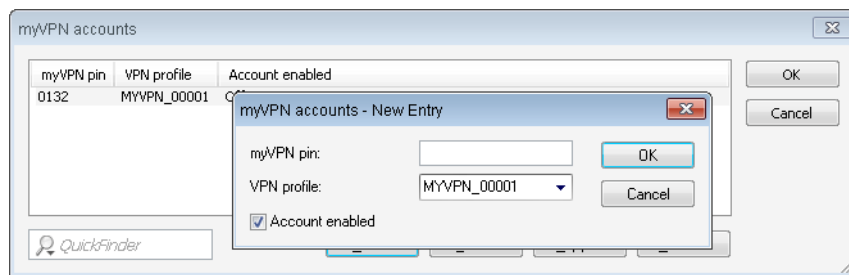 myVPN accounts
myVPN pin VPN profile Account enabled
0132 MYVPN_00001
myVPN accounts - New Entry
myVPN pin:
VPN profile: MYVPN_00001
Account enabled
OK
Cancel
OK
Cancel
QuickFinder